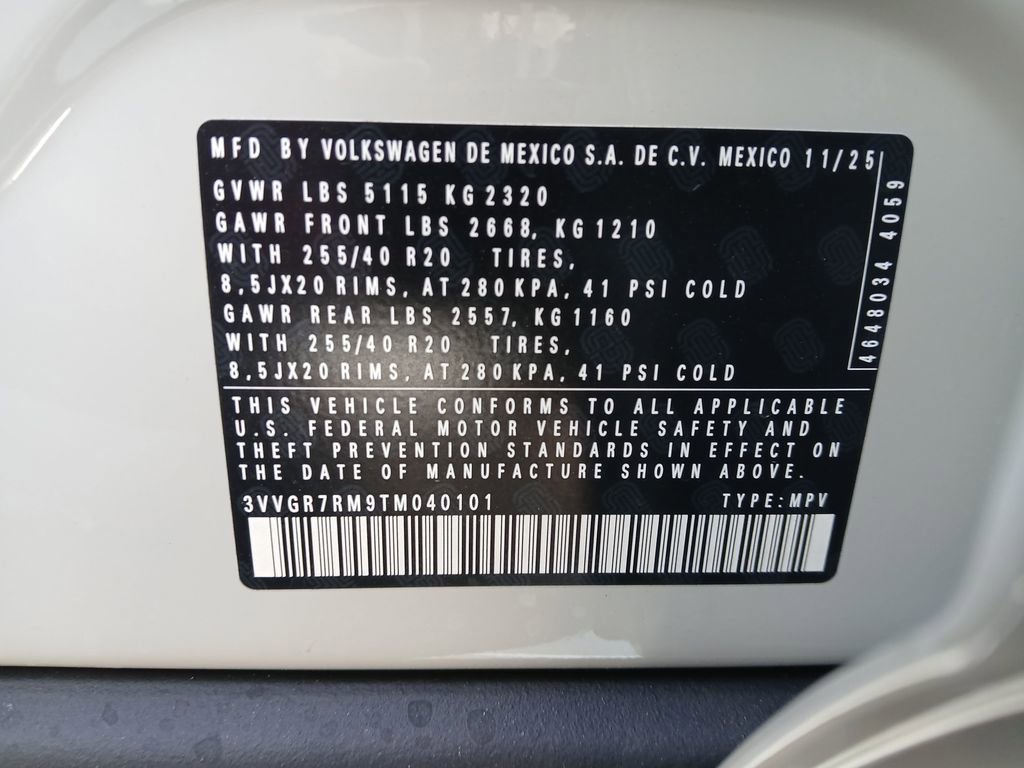 MFD BY VOLKSWAGEN DE MEXICO S.A. DE C.V. MEXICO 11/25
GVWR LBS 5115 KG 2320
GAWR FRONT LBS 2668, KG 1210
WITH 255/40 R20 TIRES,
8,5JX20 RIMS, AT 280 KPA, 41 PSI COLD
GAWR REAR LBS 2557, KG 1160
WITH 255/40 R20 TIRES,
8,5JX20 RIMS, AT 280 KPA, 41 PSI COLD
4648034 4059
THIS VEHICLE CONFORMS TO ALL APPLICABLE
U.S. FEDERAL MOTOR VEHICLE SAFETY AND
THEFT PREVENTION STANDARDS IN EFFECT ON
THE DATE OF MANUFACTURE SHOWN ABOVE.
3VVGR7RM9TM040101 TYPE: MPV